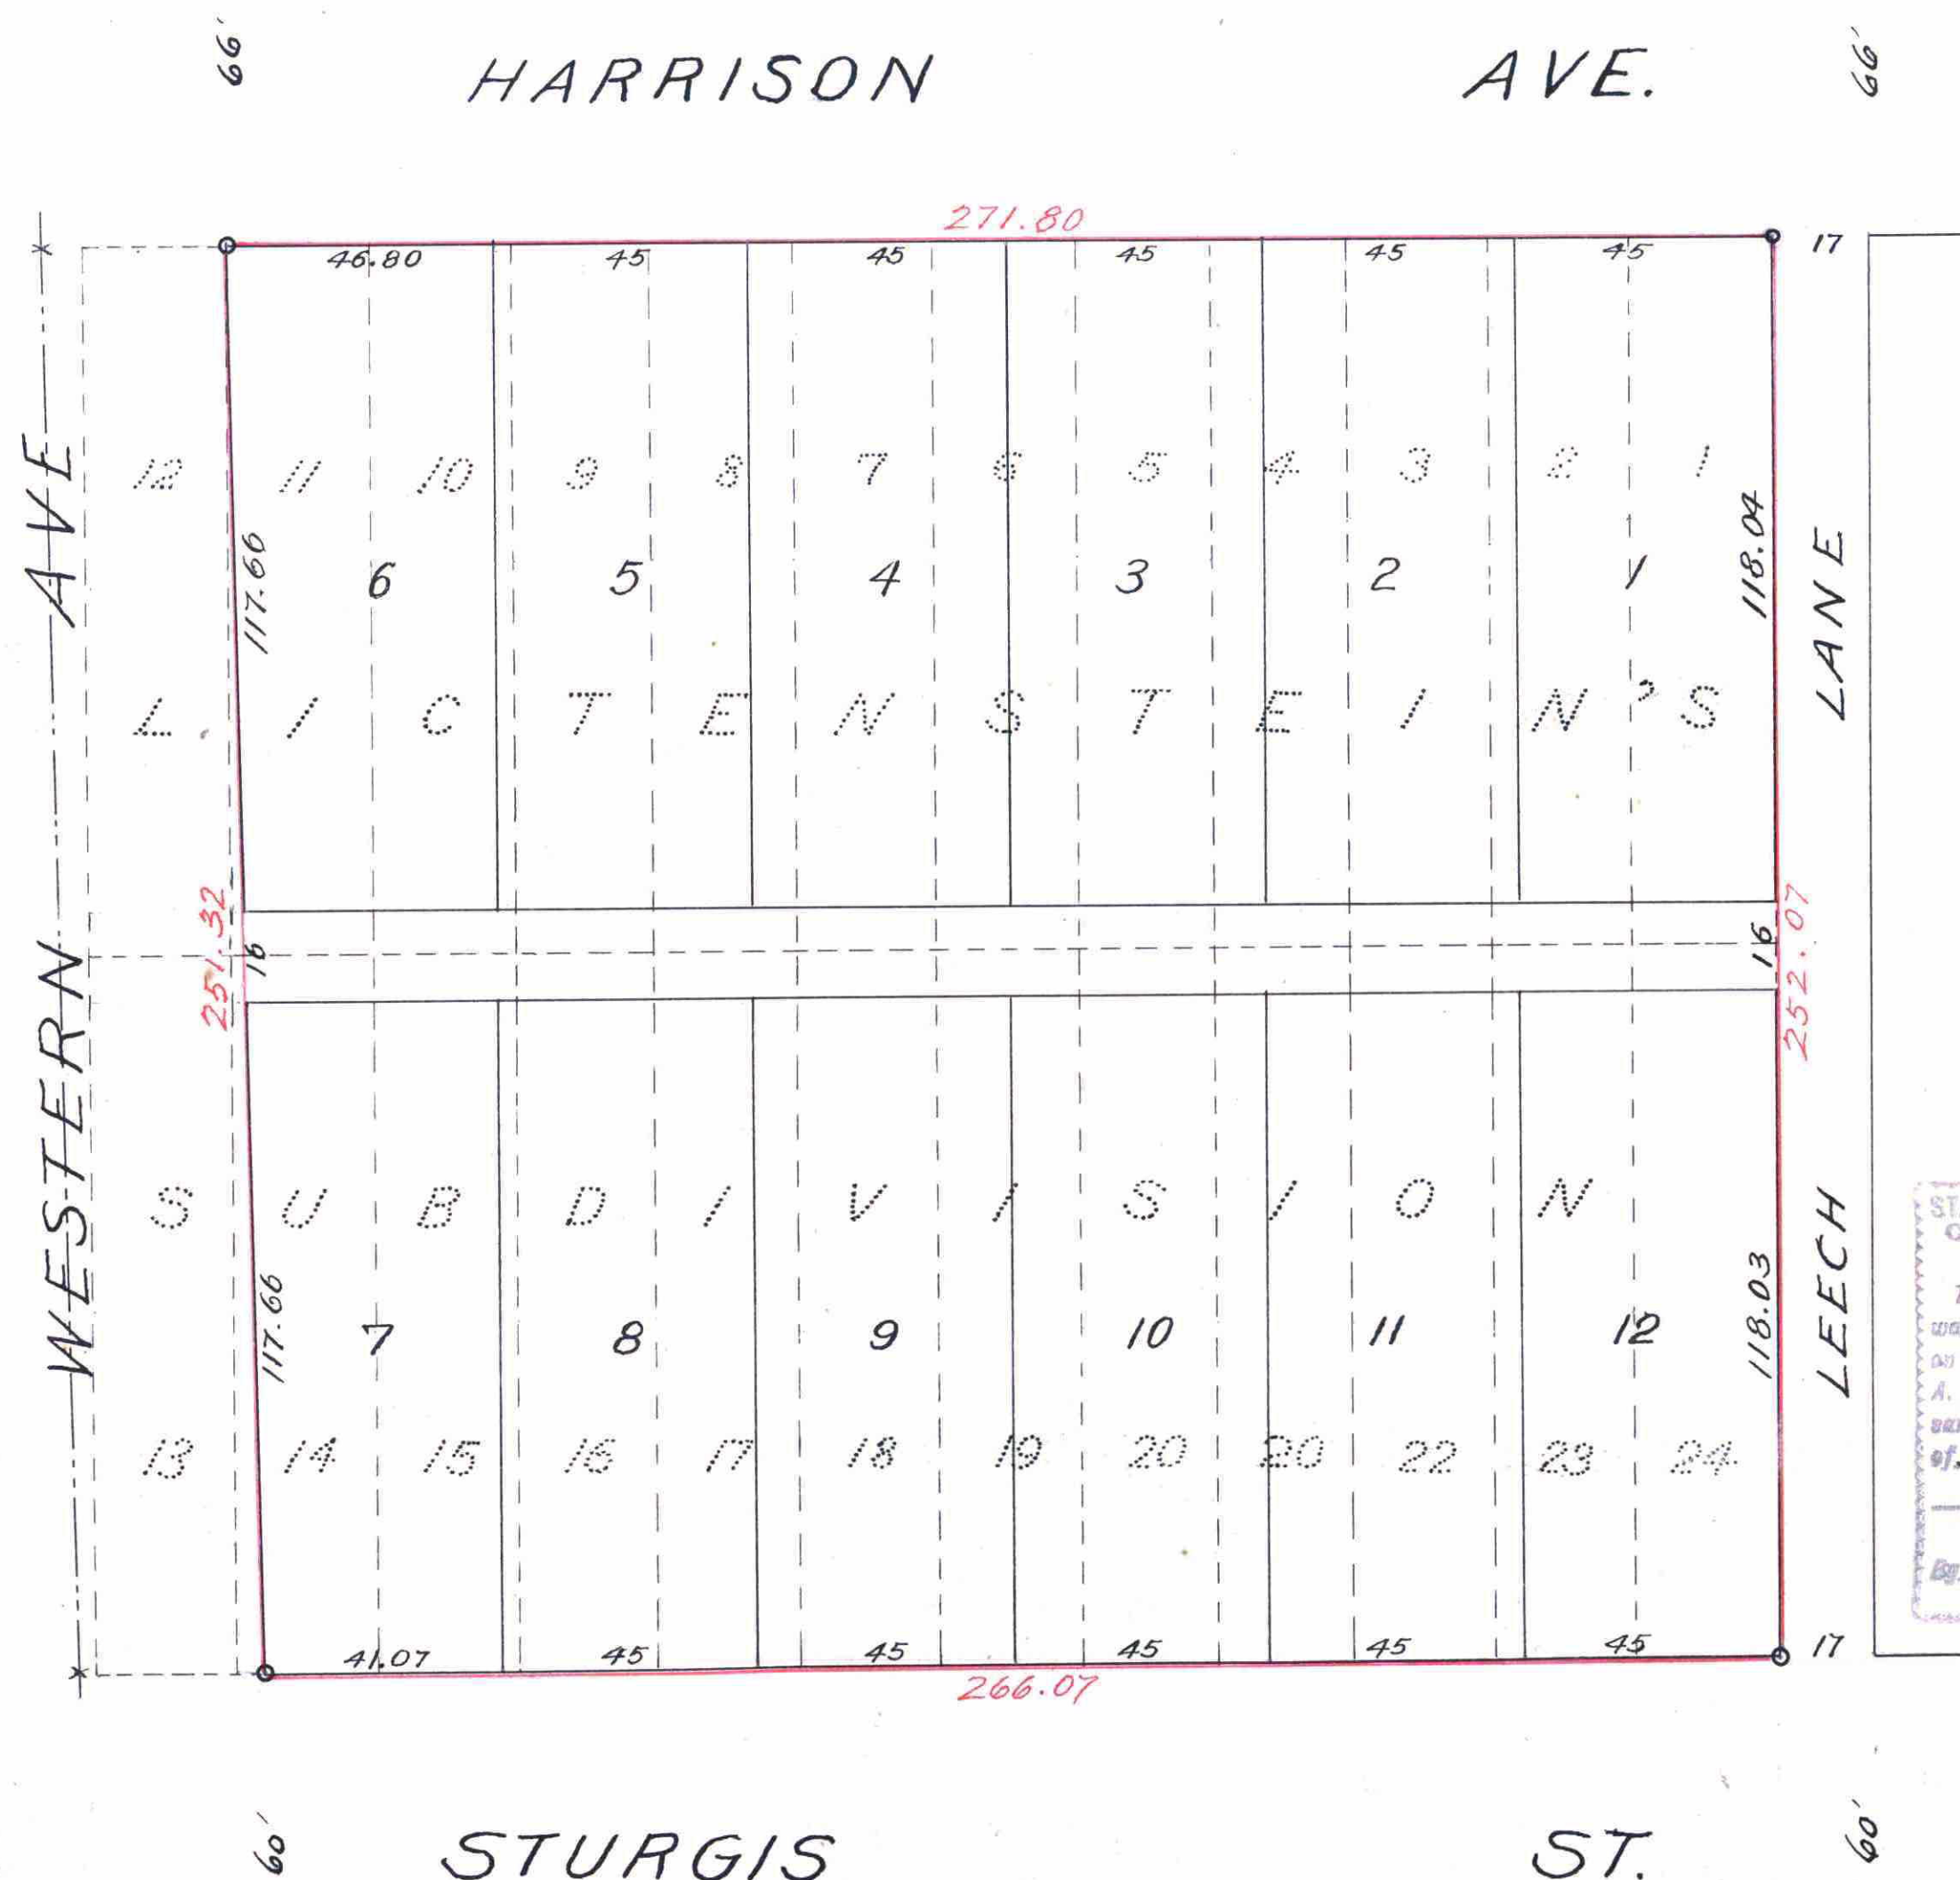 66' HARRISON AVE. 66'
271.80
46.80 45 45 45 45 45 17
12 11 10 9 8 7 6 5 4 3 2 1
117.66 6 5 4 3 2 1 118.04
L I C T E N S T E I N ' S
WESTERN AVE
LEECH LANE
251.32 16 16 252.07
S U B D I V I S I O N
117.66 7 8 9 10 11 12 118.03
13 14 15 16 17 18 19 20 20 22 23 24
41.07 45 45 45 45 45 17
266.07
60' STURGIS ST. 60'
A.
of